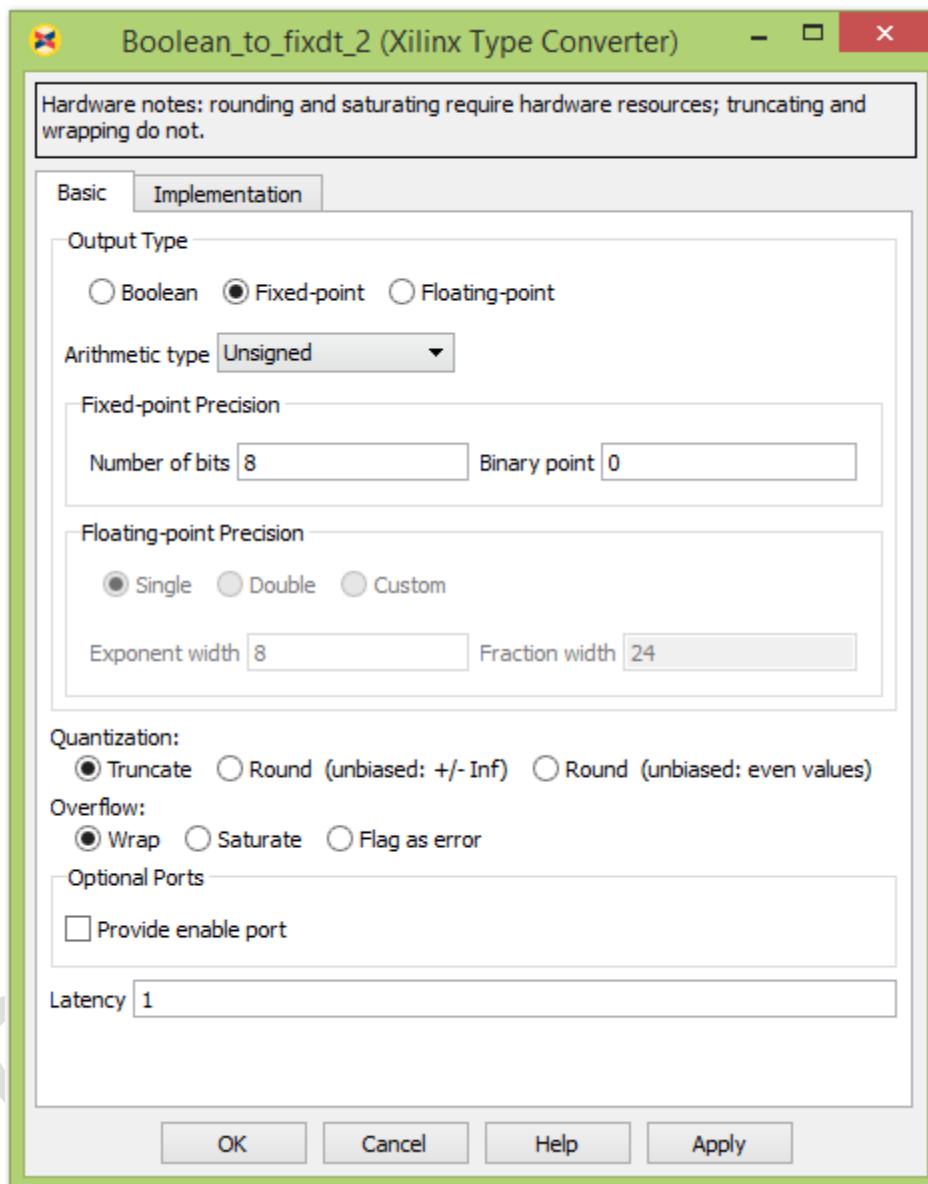 Boolean_to_fixdt_2 (Xilinx Type Converter)
Hardware notes: rounding and saturating require hardware resources; truncating and
wrapping do not.
Basic Implementation
Output Type
Boolean Fixed-point Floating-point
Arithmetic type Unsigned
Fixed-point Precision
Number of bits 8 Binary point 0
Floating-point Precision
Single Double Custom
Exponent width 8 Fraction width 24
Quantization:
Truncate Round (unbiased: +/- Inf) Round (unbiased: even values)
Overflow:
Wrap Saturate Flag as error
Optional Ports
Provide enable port
Latency 1
OK Cancel Help Apply